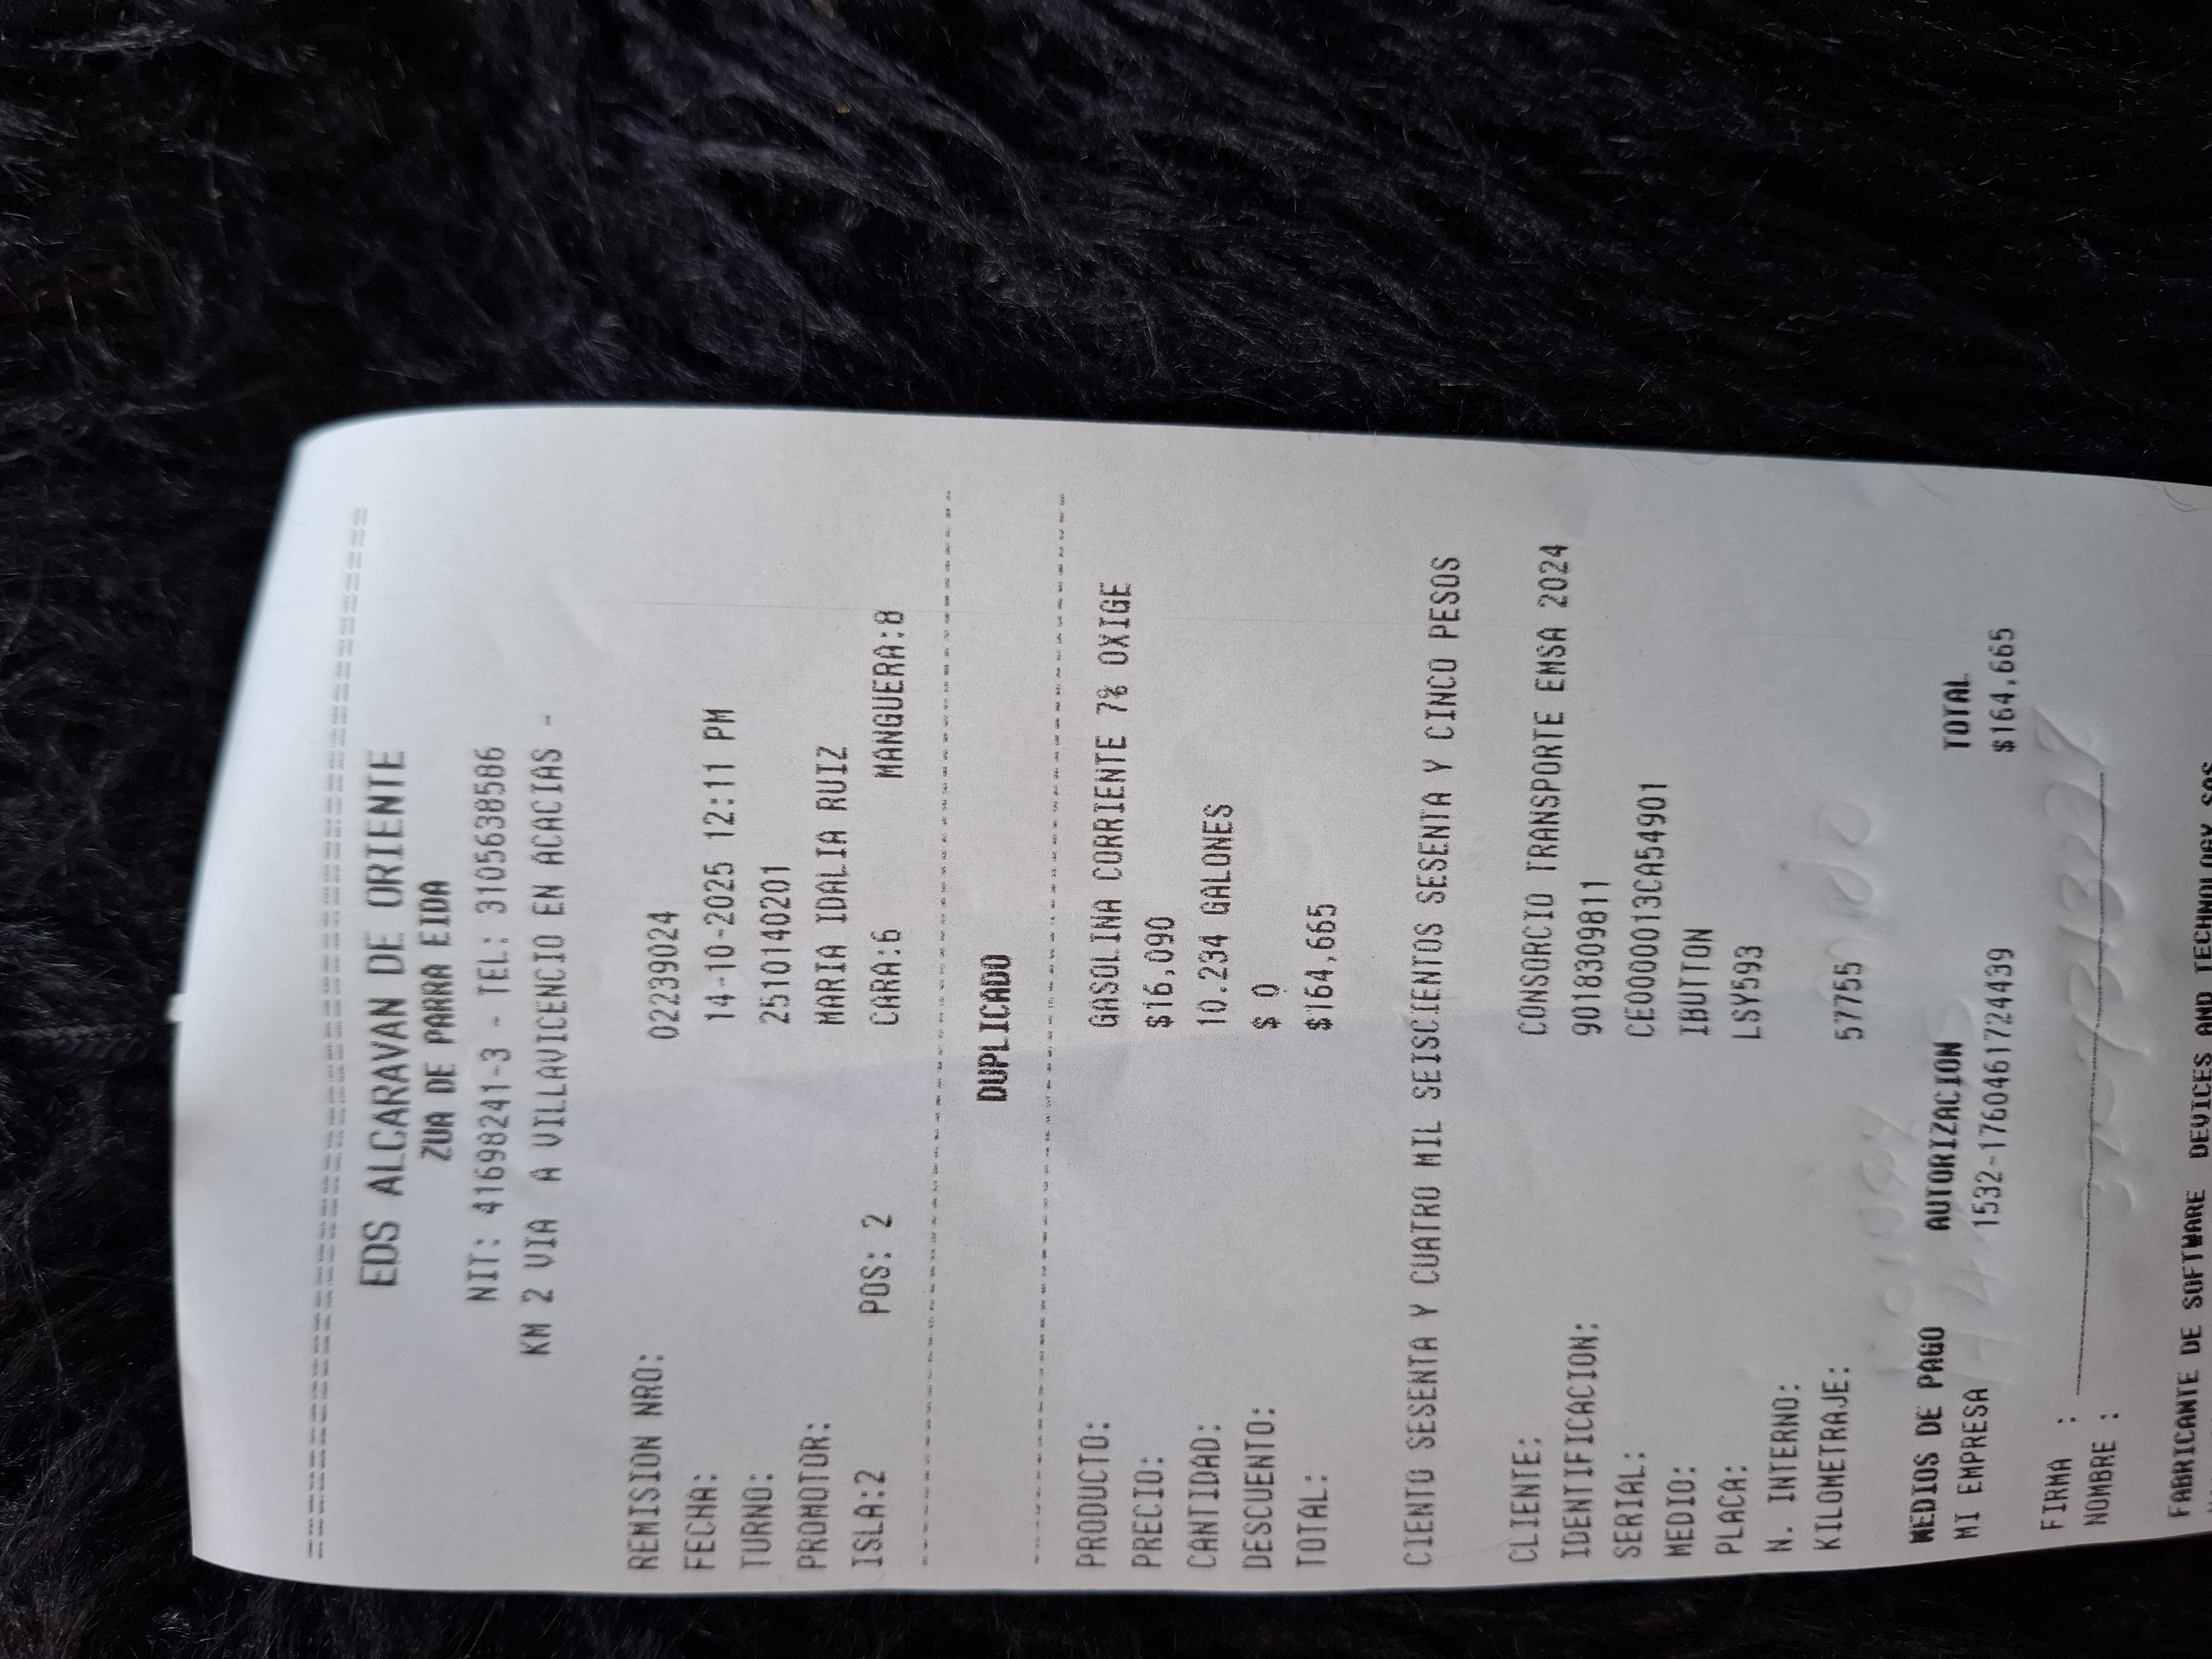 EDS ALCARAVAN DE ORIENTE
ZUA DE PARRA EIDA
NIT: 41698241-3 - TEL: 3105638586
KM 2 VIA A VILLAVICENCIO EN ACACIAS -
REMISION NRO: 02239024
FECHA: 14-10-2025 12:11 PM
TURNO: 2510140201
PROMOTOR: MARIA IDALIA RUIZ
ISLA:2 POS: 2 CARA:6 MANGUERA:8
DUPLICADO
PRODUCTO: GASOLINA CORRIENTE 7% OXIGE
PRECIO: $16,090
CANTIDAD: 10.234 GALONES
DESCUENTO: $ 0
TOTAL: $164,665
CIENTO SESENTA Y CUATRO MIL SEISCIENTOS SESENTA Y CINCO PESOS
CLIENTE: CONSORCIO TRANSPORTE EMSA 2024
IDENTIFICACION: 9018309811
SERIAL: CE0000013CA54901
MEDIO: IBUTTON
PLACA: LSY593
N. INTERNO:
KILOMETRAJE: 57755
MEDIOS DE PAGO AUTORIZACION TOTAL
MI EMPRESA 1532-1760461724439 $164,665
FIRMA :
NOMBRE :
FABRICANTE DE SOFTWARE DEVICES AND TECHNOLOGY SAS